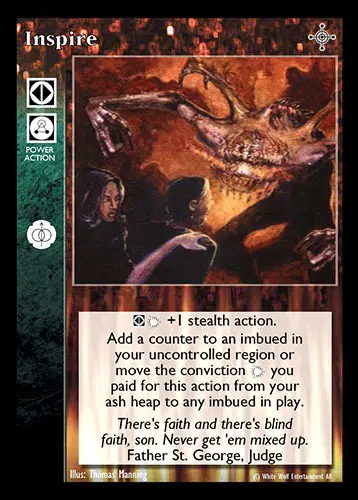 Inspire
POWER
ACTION
+1 stealth action.
Add a counter to an imbued in
your uncontrolled region or
move the conviction you
paid for this action from your
ash heap to any imbued in play.
There's faith and there's blind
faith, son. Never get 'em mixed up.
Father St. George, Judge
Illus: Thomas Manning
(C) White Wolf Entertainment AB